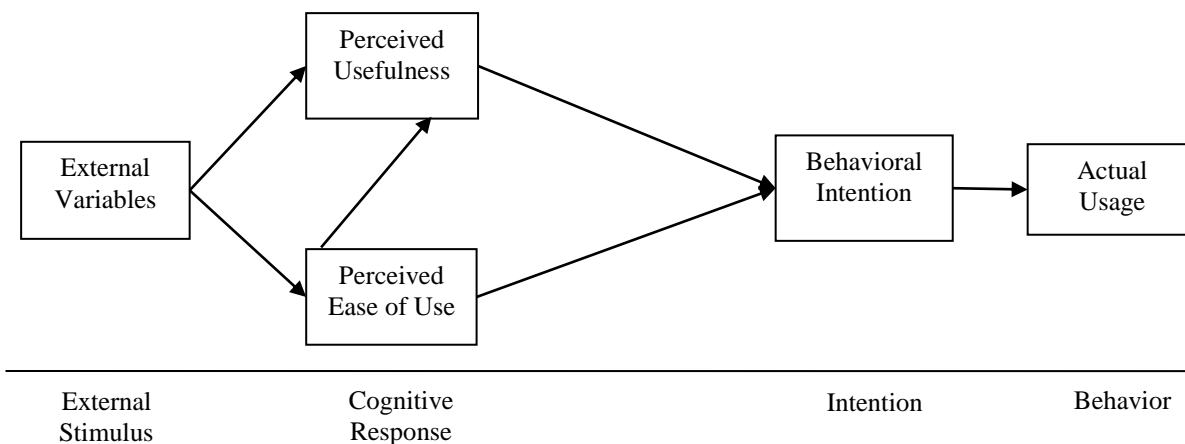 Perceived
Usefulness
External
Variables
Behavioral
Intention
Actual
Usage
Perceived
Ease of Use
External
Stimulus
Cognitive
Response
Intention
Behavior